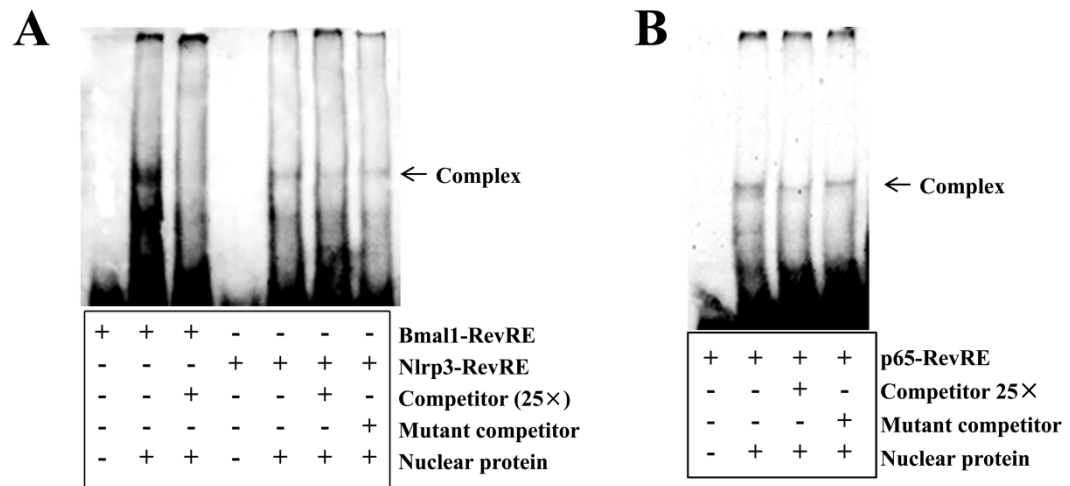 A
B
← Complex
← Complex
+ + + - - - - Bmal1-RevRE
- - - + + + + Nlrp3-RevRE
- - + - - + - Competitor (25×)
- - - - - - + Mutant competitor
- + + - + + + Nuclear protein
+ + + + p65-RevRE
- - + - Competitor 25×
- - - + Mutant competitor
- + + + Nuclear protein